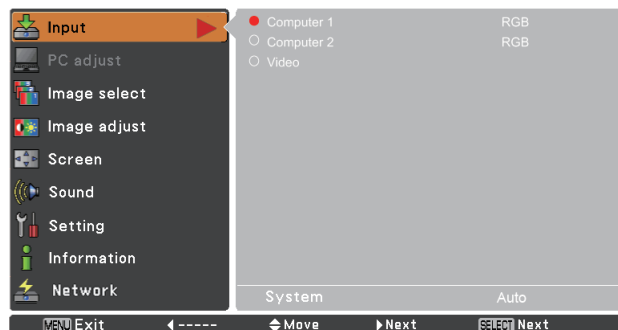 Input
PC adjust
Image select
Image adjust
Screen
Sound
Setting
Information
Network
Computer 1 RGB
Computer 2 RGB
Video
System Auto
MENU Exit ----- Move Next SELECT Next